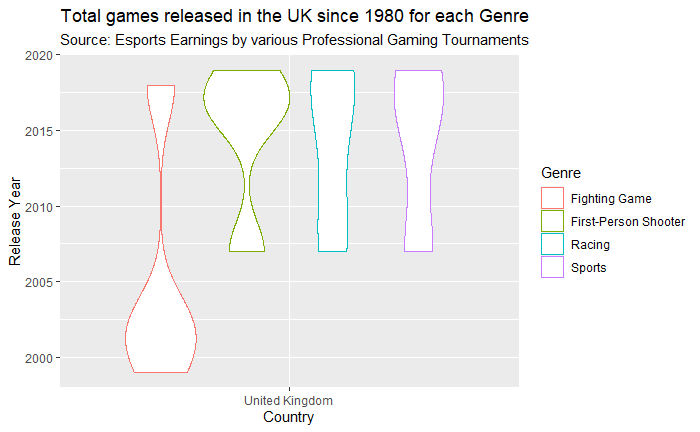 Total games released in the UK since 1980 for each Genre
Source: Esports Earnings by various Professional Gaming Tournaments
2020
2015
2010
2005
2000
Release Year
United Kingdom
Country
Genre
Fighting Game
First-Person Shooter
Racing
Sports